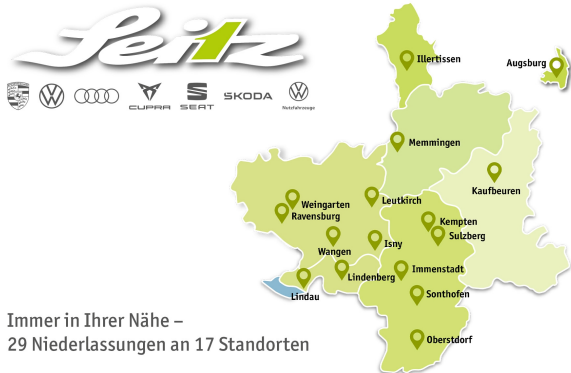 Seitz
1
CUPRA
SEAT
SKODA
Nutzfahrzeuge
Illertissen
Augsburg
Memmingen
Kaufbeuren
Leutkirch
Weingarten
Ravensburg
Kempten
Sulzberg
Wangen
Isny
Lindenberg
Immenstadt
Lindau
Sonthofen
Oberstdorf
Immer in Ihrer Nähe –
29 Niederlassungen an 17 Standorten